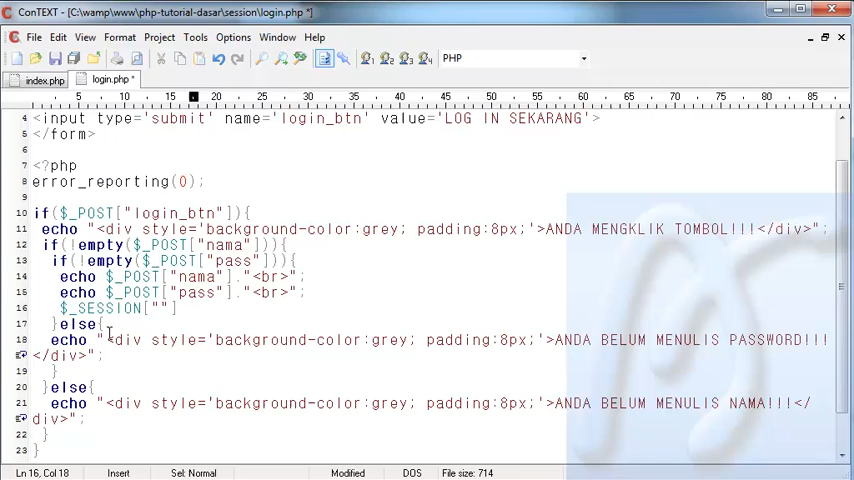 ConTEXT - [C:\wamp\www\php-tutorial-dasar\session\login.php *]
File Edit View Format Project Tools Options Window Help
PHP
index.php login.php *
5 10 15 20 25 30 35 40 45 50 55 60 65 70 75 80 85
4 <input type='submit' name='login_btn' value='LOG IN SEKARANG'>
5 </form>
6
7 <?php
8 error_reporting(0);
9
10 if($_POST["login_btn"]){
11 echo "<div style='background-color:grey; padding:8px;'>ANDA MENGKLIK TOMBOL!!!</div>";
12 if(!empty($_POST["nama"])){
13 if(!empty($_POST["pass"])){
14 echo $_POST["nama"]."<br>";
15 echo $_POST["pass"]."<br>";
16 $_SESSION[""]
17 }else{
18 echo "<div style='background-color:grey; padding:8px;'>ANDA BELUM MENULIS PASSWORD!!!
</div>";
19 }
20 }else{
21 echo "<div style='background-color:grey; padding:8px;'>ANDA BELUM MENULIS NAMA!!!</
div>";
22 }
23 }
Ln 16, Col 18 Insert Sel: Normal Modified DOS File size: 714